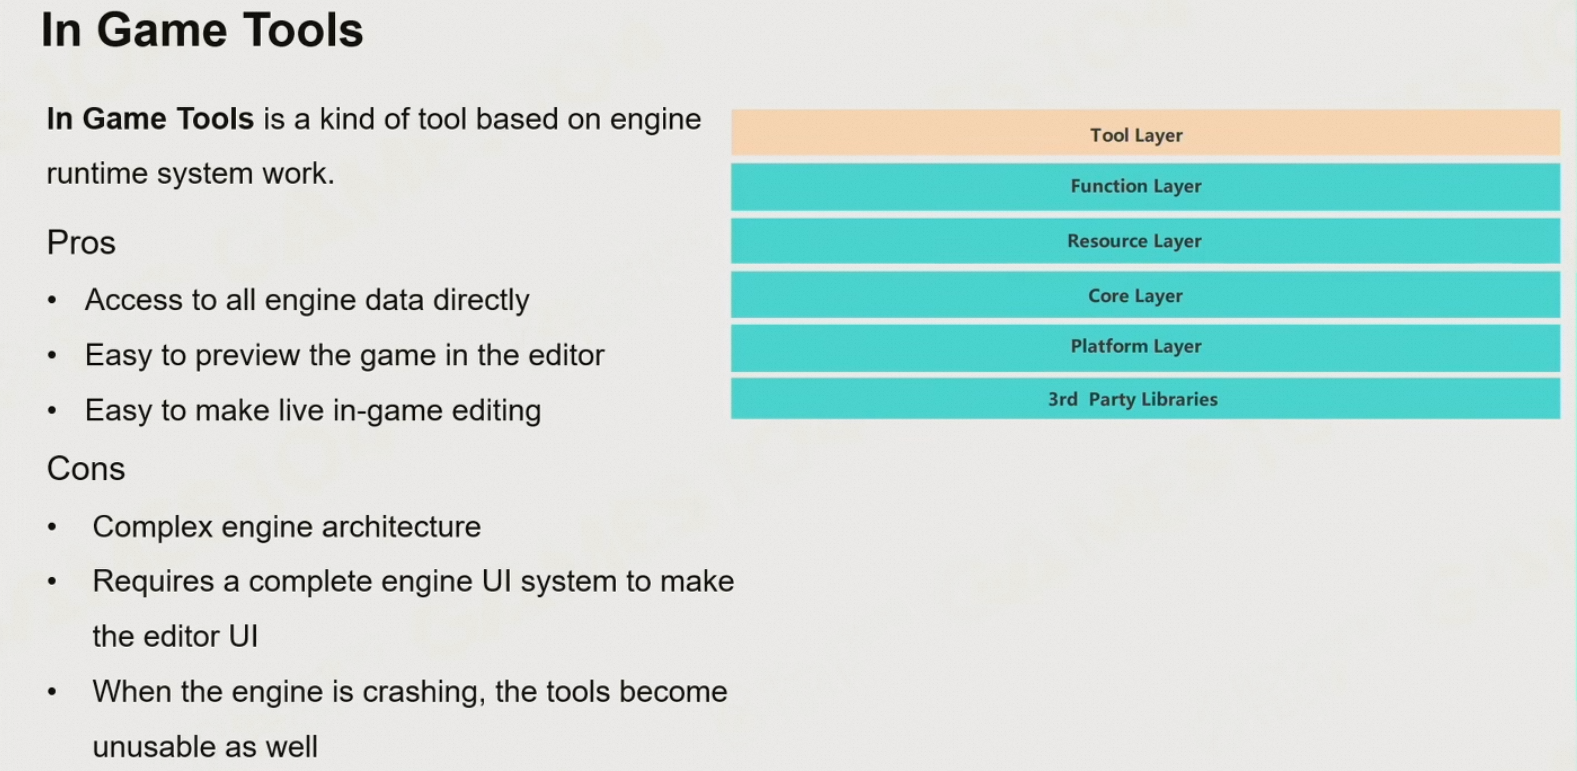 In Game Tools
In Game Tools is a kind of tool based on engine
runtime system work.
Pros
• Access to all engine data directly
• Easy to preview the game in the editor
• Easy to make live in-game editing
Cons
• Complex engine architecture
• Requires a complete engine UI system to make
the editor UI
• When the engine is crashing, the tools become
unusable as well
Tool Layer
Function Layer
Resource Layer
Core Layer
Platform Layer
3rd Party Libraries